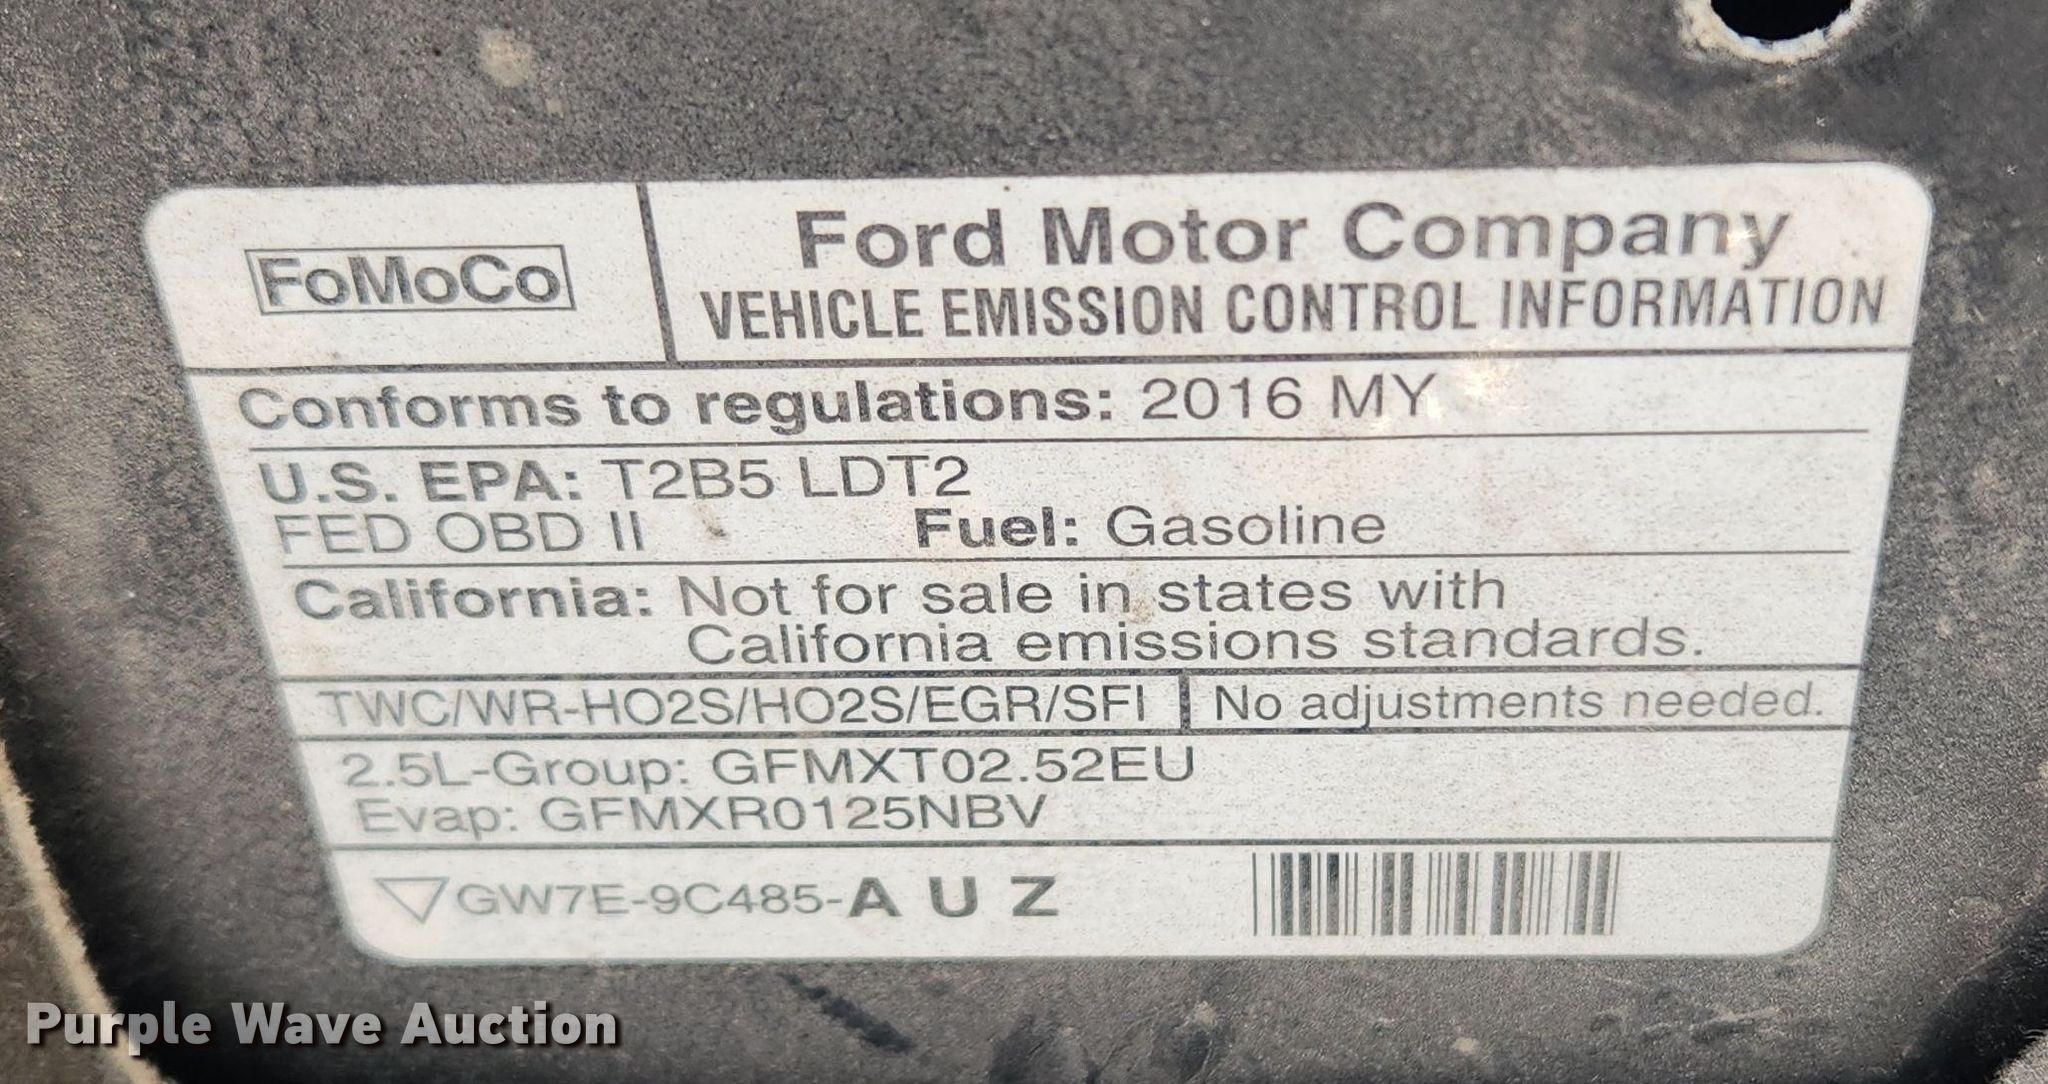 FoMoCo
Ford Motor Company
VEHICLE EMISSION CONTROL INFORMATION
Conforms to regulations: 2016 MY
U.S. EPA: T2B5 LDT2
FED OBD II Fuel: Gasoline
California: Not for sale in states with
California emissions standards.
TWC/WR-HO2S/HO2S/EGR/SFI No adjustments needed.
2.5L-Group: GFMXT02.52EU
Evap: GFMXR0125NBV
GW7E-9C485-A U Z
Purple Wave Auction